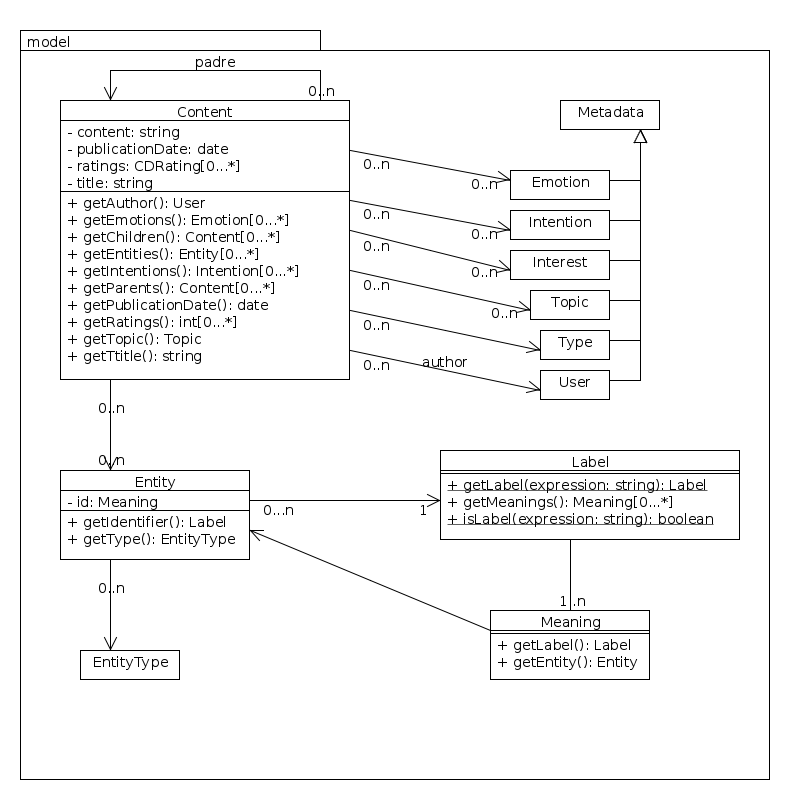 model
padre
0..n
Content
- content: string
- publicationDate: date
- ratings: CDRating[0...*]
- title: string
+ getAuthor(): User
+ getEmotions(): Emotion[0...*]
+ getChildren(): Content[0...*]
+ getEntities(): Entity[0...*]
+ getIntentions(): Intention[0...*]
+ getParents(): Content[0...*]
+ getPublicationDate(): date
+ getRatings(): int[0...*]
+ getTopic(): Topic
+ getTtitle(): string
Metadata
0..n
0..n
Emotion
0..n
0..n
Intention
0..n
0..n
Interest
0..n
0..n
Topic
0..n
Type
0..n
author
User
0..n
0..n
Entity
- id: Meaning
+ getIdentifier(): Label
+ getType(): EntityType
0...n
1
Label
+ getLabel(expression: string): Label
+ getMeanings(): Meaning[0...*]
+ isLabel(expression: string): boolean
0..n
EntityType
1..n
Meaning
+ getLabel(): Label
+ getEntity(): Entity